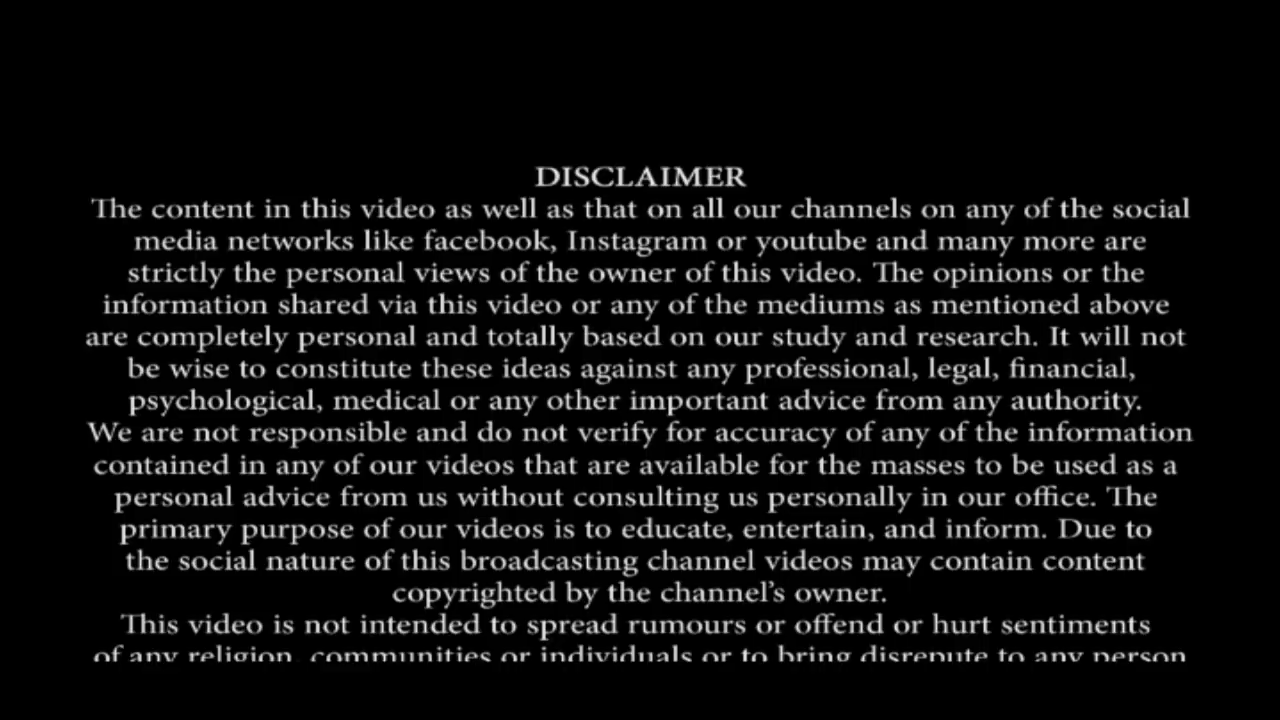 DISCLAIMER
The content in this video as well as that on all our channels on any of the social
media networks like facebook, Instagram or youtube and many more are
strictly the personal views of the owner of this video. The opinions or the
information shared via this video or any of the mediums as mentioned above
are completely personal and totally based on our study and research. It will not
be wise to constitute these ideas against any professional, legal, financial,
psychological, medical or any other important advice from any authority.
We are not responsible and do not verify for accuracy of any of the information
contained in any of our videos that are available for the masses to be used as a
personal advice from us without consulting us personally in our office. The
primary purpose of our videos is to educate, entertain, and inform. Due to
the social nature of this broadcasting channel videos may contain content
copyrighted by the channel's owner.
This video is not intended to spread rumours or offend or hurt sentiments
of any religion, communities or individuals or to bring disrepute to any person